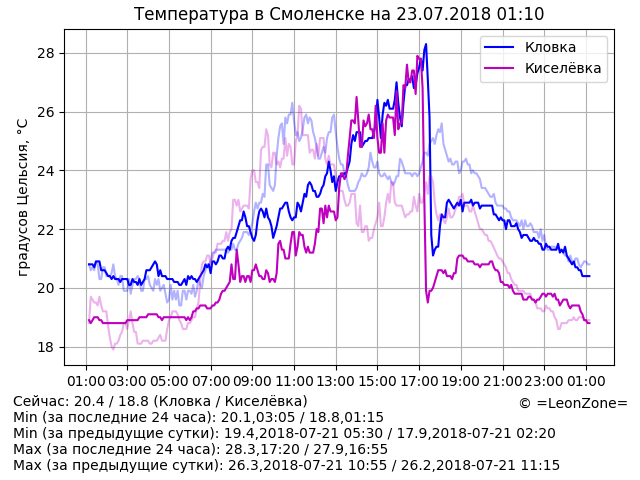 Температура в Смоленске на 23.07.2018 01:10
Кловка
Киселёвка
градусов Цельсия, °C
28
26
24
22
20
18
01:00 03:00 05:00 07:00 09:00 11:00 13:00 15:00 17:00 19:00 21:00 23:00 01:00
Сейчас: 20.4 / 18.8 (Кловка / Киселёвка)
© =LeonZone=
Min (за последние 24 часа): 20.1,03:05 / 18.8,01:15
Min (за предыдущие сутки): 19.4,2018-07-21 05:30 / 17.9,2018-07-21 02:20
Max (за последние 24 часа): 28.3,17:20 / 27.9,16:55
Max (за предыдущие сутки): 26.3,2018-07-21 10:55 / 26.2,2018-07-21 11:15